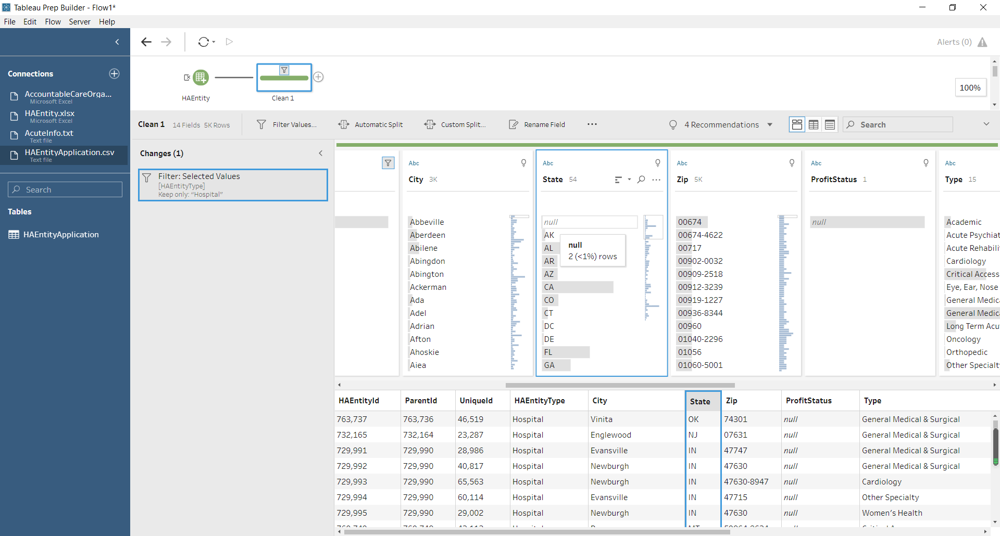 Tableau Prep Builder - Flow1*
File Edit Flow Server Help
Alerts (0)
Connections
AccountableCareOrga...
Microsoft Excel
HAEntity.xlsx
Microsoft Excel
AcuteInfo.txt
Text file
HAEntityApplication.csv
Text file
Search
Tables
HAEntityApplication
HAEntity
Clean 1
100%
Clean 1 14 Fields 5K Rows
Filter Values... Automatic Split Custom Split... Rename Field ...
4 Recommendations
Search
Changes (1)
Filter: Selected Values
[HAEntityType]
Keep only: “Hospital”
Abc
City 3K
Abbeville
Aberdeen
Abilene
Abingdon
Abington
Ackerman
Ada
Adel
Adrian
Afton
Ahoskie
Aiea
Abc
State 54
null
AK
AL
AR
AZ
CA
CO
CT
DC
DE
FL
GA
null
2 (<1%) rows
Abc
Zip 5K
00674
00674-4622
00717
00902-0032
00909-2518
00912-3239
00919-1227
00936-8344
00960
01040-2296
01056
01060-5001
Abc
ProfitStatus 1
null
Abc
Type 15
Academic
Acute Psychiat
Acute Rehabili
Cardiology
Critical Access
Eye, Ear, Nose
General Medica
General Medica
Long Term Acu
Oncology
Orthopedic
Other Specialty
HAEntityId ParentId UniqueId HAEntityType City State Zip ProfitStatus Type
763,737 763,736 46,519 Hospital Vinita OK 74301 null General Medical & Surgical
732,165 732,164 23,287 Hospital Englewood NJ 07631 null General Medical & Surgical
729,991 729,990 28,986 Hospital Evansville IN 47747 null General Medical & Surgical
729,992 729,990 40,817 Hospital Newburgh IN 47630 null General Medical & Surgical
729,993 729,990 65,563 Hospital Newburgh IN 47630-8947 null Cardiology
729,994 729,990 60,114 Hospital Evansville IN 47715 null Other Specialty
729,995 729,990 29,002 Hospital Newburgh IN 47630 null Women’s Health